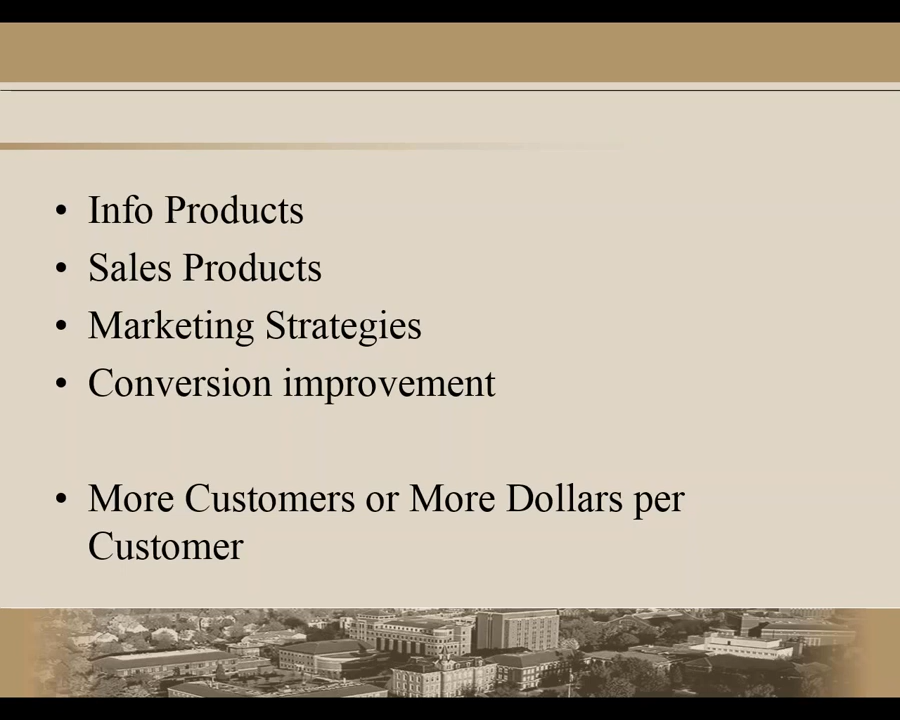 • Info Products
• Sales Products
• Marketing Strategies
• Conversion improvement
• More Customers or More Dollars per
Customer